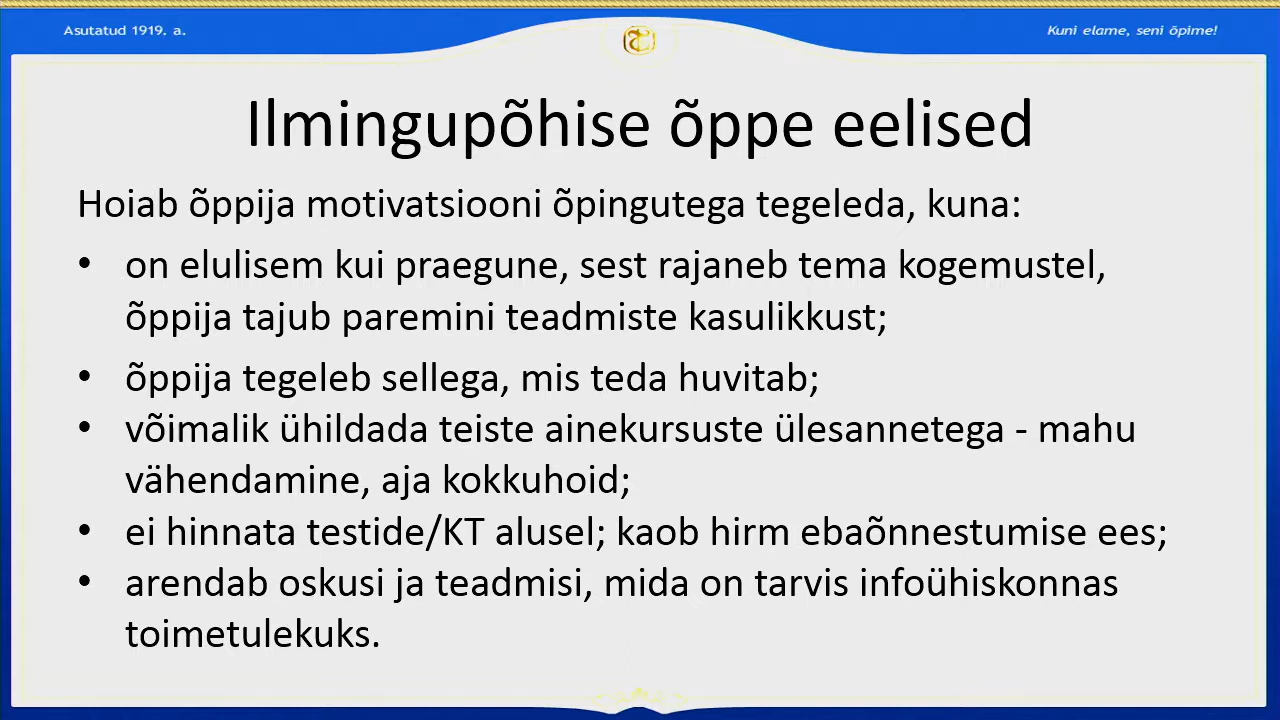 Asutatud 1919. a.
Kuni elame, seni õpime!
Ilmingupõhise õppe eelised
Hoiab õppija motivatsiooni õpingutega tegeleda, kuna:
• on elulisem kui praegune, sest rajaneb tema kogemustel,
õppija tajub paremini teadmiste kasulikkust;
• õppija tegeleb sellega, mis teda huvitab;
• võimalik ühildada teiste ainekursuste ülesannetega - mahu
vähendamine, aja kokkuhoid;
• ei hinnata testide/KT alusel; kaob hirm ebaõnnestumise ees;
• arendab oskusi ja teadmisi, mida on tarvis infoühiskonnas
toimetulekuks.